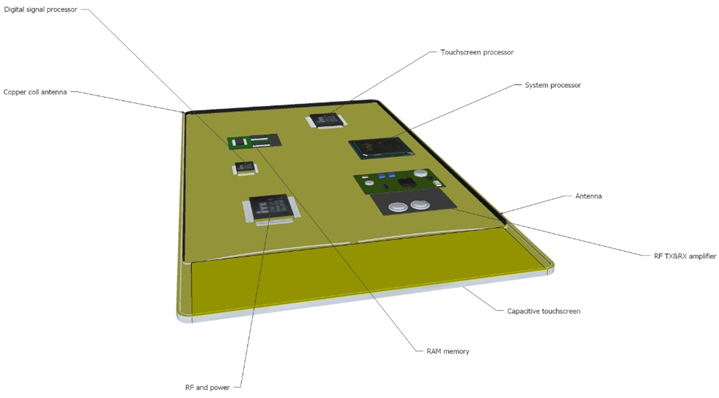 Digital signal processor
Touchscreen processor
System processor
Copper coil antenna
Antenna
RF TX&RX amplifier
Capacitive touchscreen
RAM memory
RF and power